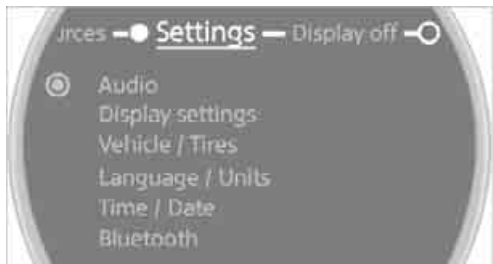 urces Settings Display off
Audio
Display settings
Vehicle / Tires
Language / Units
Time / Date
Bluetooth